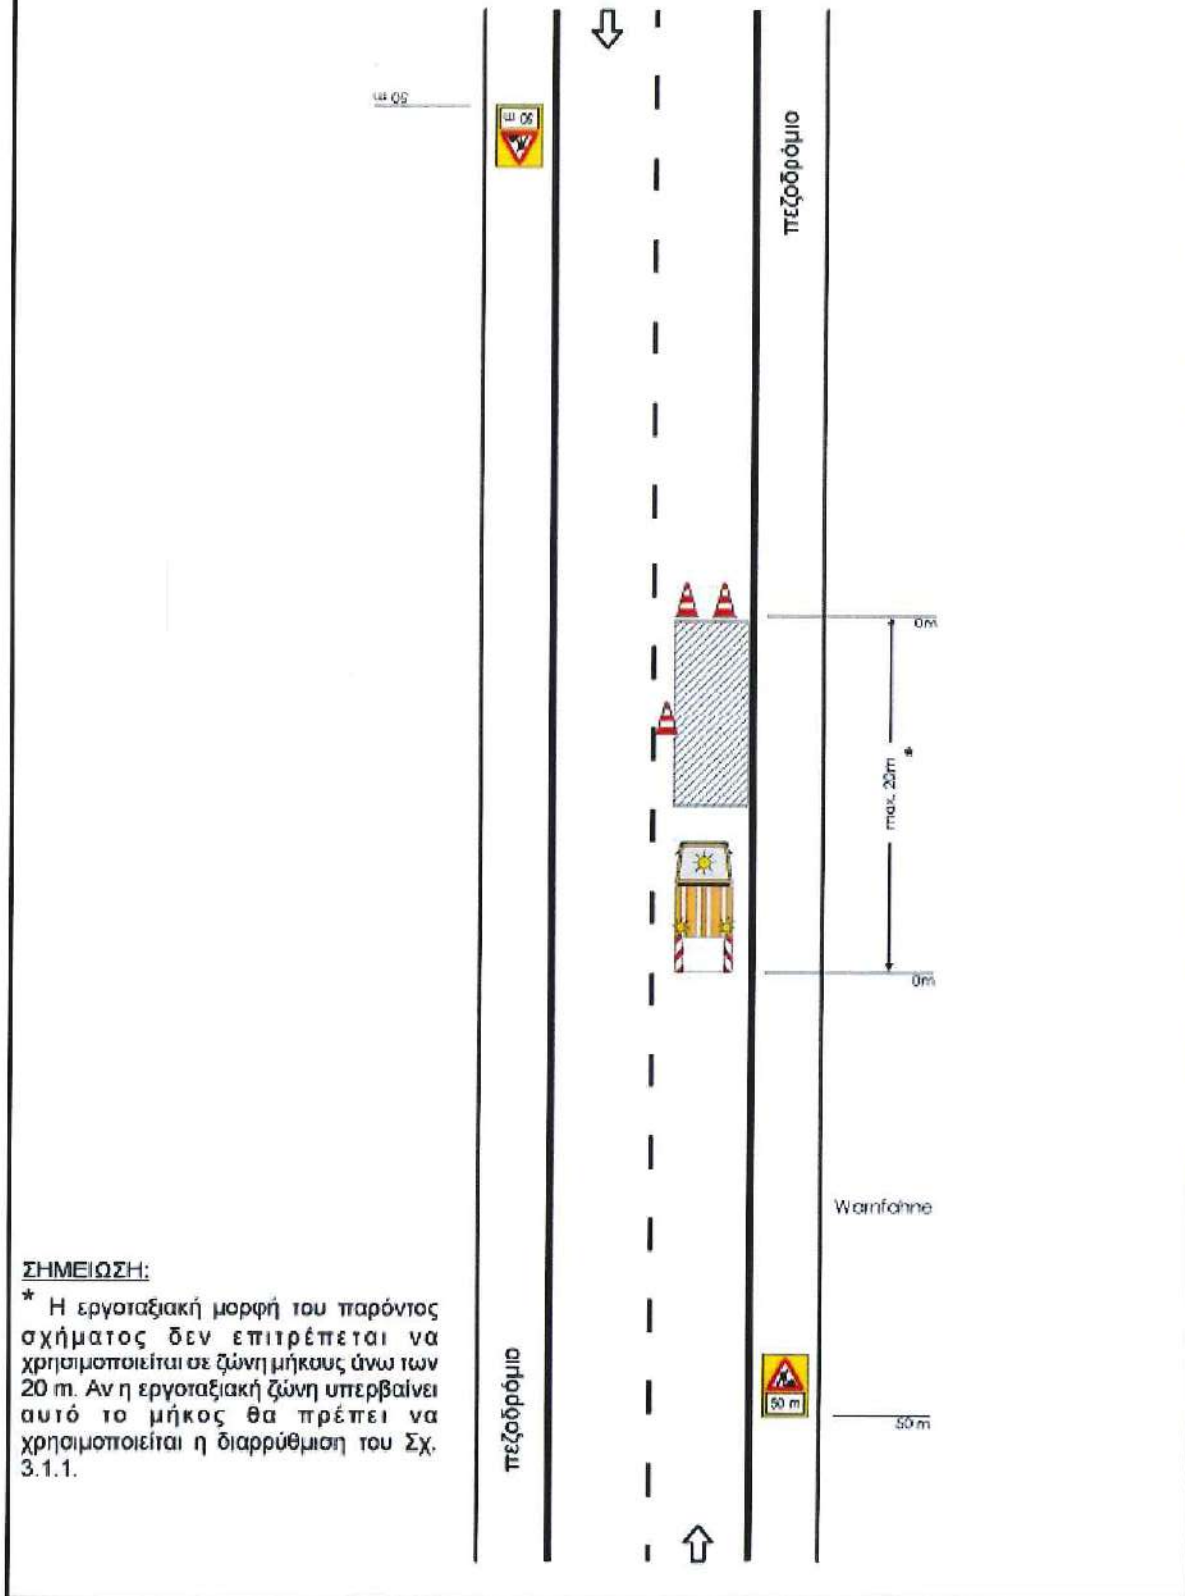 50 m
50 m
πεζοδρόμιο
0m
max. 20m
*
0m
Warnfahne
ΣΗΜΕΙΩΣΗ:
* Η εργοταξιακή μορφή του παρόντος
σχήματος δεν επιτρέπεται να
χρησιμοποιείται σε ζώνη μήκους άνω των
20 m. Αν η εργοταξιακή ζώνη υπερβαίνει
αυτό το μήκος θα πρέπει να
χρησιμοποιείται η διαρρύθμιση του Σχ.
3.1.1.
πεζοδρόμιο
50 m
50 m